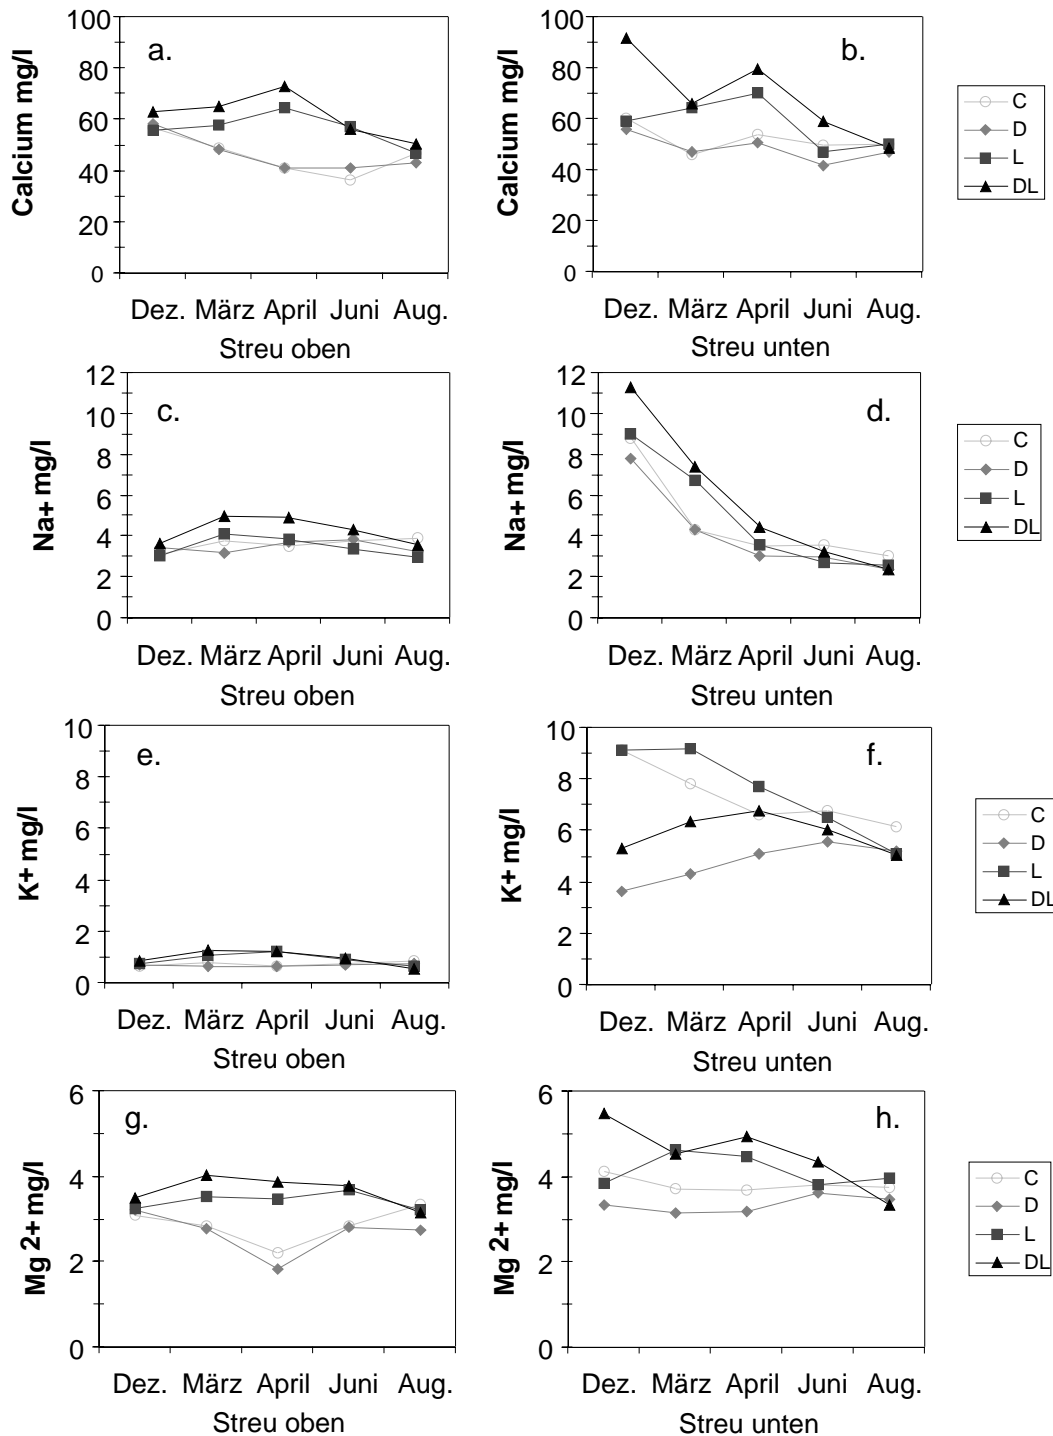 Calcium mg/l
100
80
60
40
20
0
a.
Dez. März April Juni Aug.
Streu oben
Calcium mg/l
100
80
60
40
20
0
b.
Dez. März April Juni Aug.
Streu unten
C
D
L
DL
Na+ mg/l
12
10
8
6
4
2
0
c.
Dez. März April Juni Aug.
Streu oben
Na+ mg/l
12
10
8
6
4
2
0
d.
Dez. März April Juni Aug.
Streu unten
C
D
L
DL
K+ mg/l
10
8
6
4
2
0
e.
Dez. März April Juni Aug.
Streu oben
K+ mg/l
10
8
6
4
2
0
f.
Dez. März April Juni Aug.
Streu unten
C
D
L
DL
Mg 2+ mg/l
6
4
2
0
g.
Dez. März April Juni Aug.
Streu oben
Mg 2+ mg/l
6
4
2
0
h.
Dez. März April Juni Aug.
Streu unten
C
D
L
DL